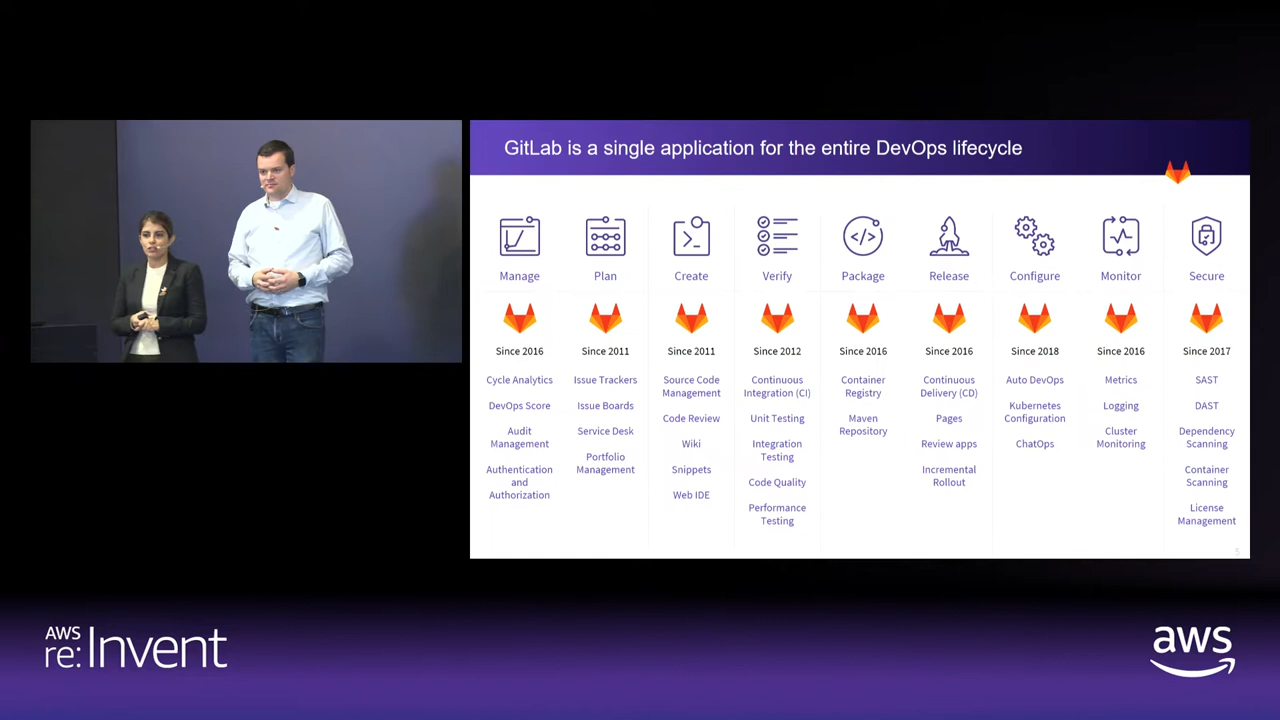 GitLab is a single application for the entire DevOps lifecycle
Manage
Plan
Create
Verify
Package
Release
Configure
Monitor
Secure
Since 2016
Since 2011
Since 2011
Since 2012
Since 2016
Since 2016
Since 2018
Since 2016
Since 2017
Cycle Analytics
DevOps Score
Audit
Management
Authentication
and
Authorization
Issue Trackers
Issue Boards
Service Desk
Portfolio
Management
Source Code
Management
Code Review
Wiki
Snippets
Web IDE
Continuous
Integration (CI)
Unit Testing
Integration
Testing
Code Quality
Performance
Testing
Container
Registry
Maven
Repository
Continuous
Delivery (CD)
Pages
Review apps
Incremental
Rollout
Auto DevOps
Kubernetes
Configuration
ChatOps
Metrics
Logging
Cluster
Monitoring
SAST
DAST
Dependency
Scanning
Container
Scanning
License
Management
5
AWS
re:Invent
aws